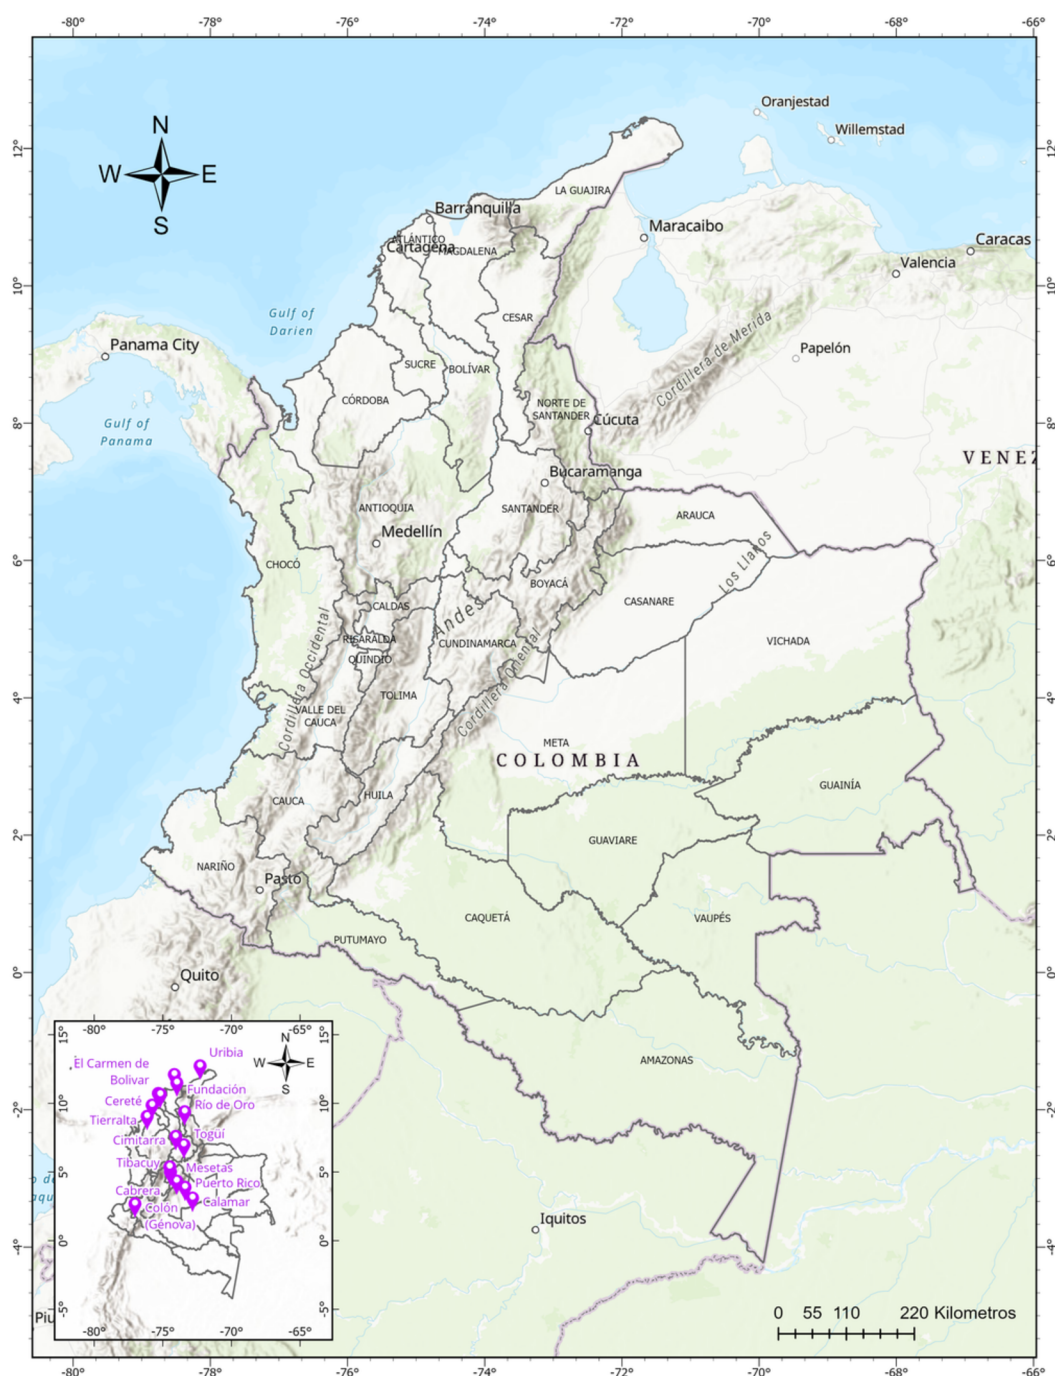 -80°
-78°
-76°
-74°
-72°
-70°
-68°
-66°
Oranjestad
Willemstad
12°
12°
N
W
E
S
LA GUAJIRA
Barranquilla
ATLÁNTICO
Cartagena
MAGDALENA
Maracaibo
Caracas
Valencia
10°
10°
Gulf of
Darien
CESAR
Panama City
SUCRE
BOLÍVAR
Cordillera de Merida
Papelón
CÓRDOBA
NORTE DE
SANTANDER
Cúcuta
8°
8°
Gulf of
Panama
VENEZ
Bucaramanga
ANTIOQUIA
SANTANDER
ARAUCA
Medellín
6°
6°
CHOCÓ
Los Llanos
BOYACÁ
CASANARE
CALDAS
Andes
RISARALDA
CUNDINAMARCA
VICHADA
QUINDIO
Cordillera Occidental
Cordillera Oriental
TOLIMA
4°
4°
VALLE DEL
CAUCA
META
COLOMBIA
GUAINÍA
CAUCA
HUILA
2°
2°
GUAVIARE
NARIÑO
Pasto
CAQUETÁ
VAUPÉS
PUTUMAYO
0°
0°
Quito
AMAZONAS
-2°
-2°
Iquitos
-4°
-4°
-80°
-75°
-70°
-65°
15°
15°
N
W
E
S
Uribia
El Carmen de
Bolivar
Fundación
Cereté
Río de Oro
10°
10°
Tierralta
Cimitarra
Togüí
Tibacuy
Mesetas
5°
5°
Cabrera
Puerto Rico
Calamar
Colón
(Génova)
0°
0°
-5°
-5°
-80°
-75°
-70°
-65°
Piu
0 55 110 220 Kilometros
-80°
-78°
-76°
-74°
-72°
-70°
-68°
-66°